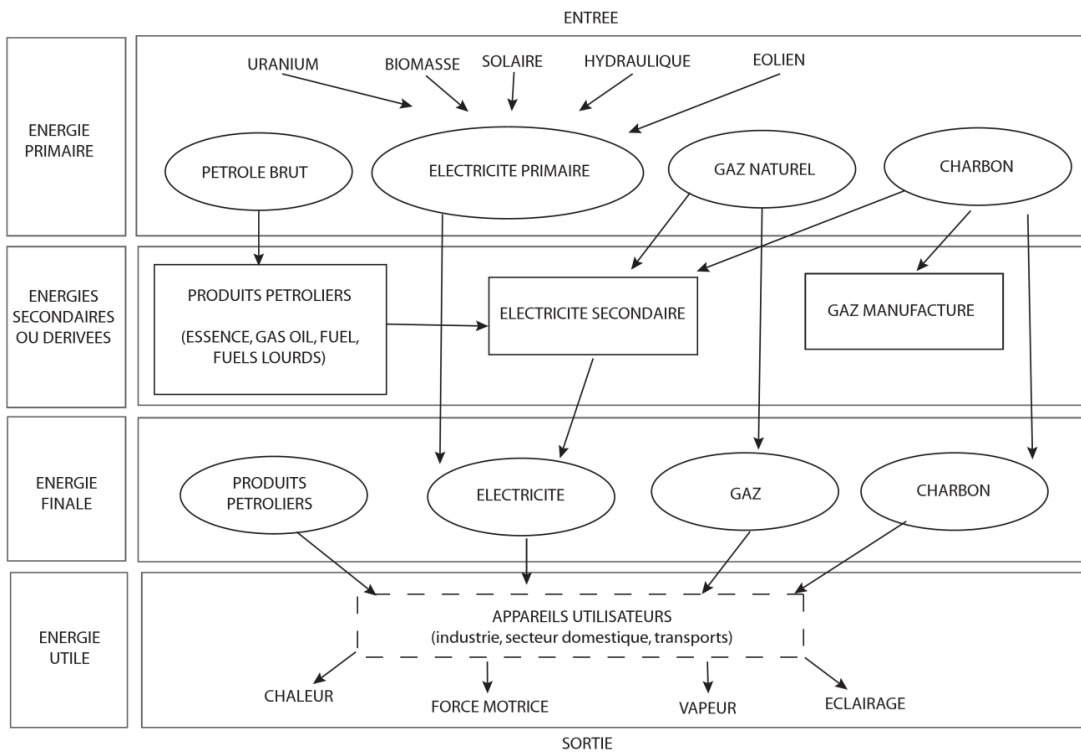 ENTREE
URANIUM
BIOMASSE
SOLAIRE
HYDRAULIQUE
EOLIEN
ENERGIE
PRIMAIRE
PETROLE BRUT
ELECTRICITE PRIMAIRE
GAZ NATUREL
CHARBON
ENERGIES
SECONDAIRES
OU DERIVEES
PRODUITS PETROLIERS
(ESSENCE, GAS OIL, FUEL,
FUELS LOURDS)
ELECTRICITE SECONDAIRE
GAZ MANUFACTURE
ENERGIE
FINALE
PRODUITS
PETROLIERS
ELECTRICITE
GAZ
CHARBON
ENERGIE
UTILE
APPAREILS UTILISATEURS
(industrie, secteur domestique, transports)
CHALEUR
FORCE MOTRICE
VAPEUR
ECLAIRAGE
SORTIE